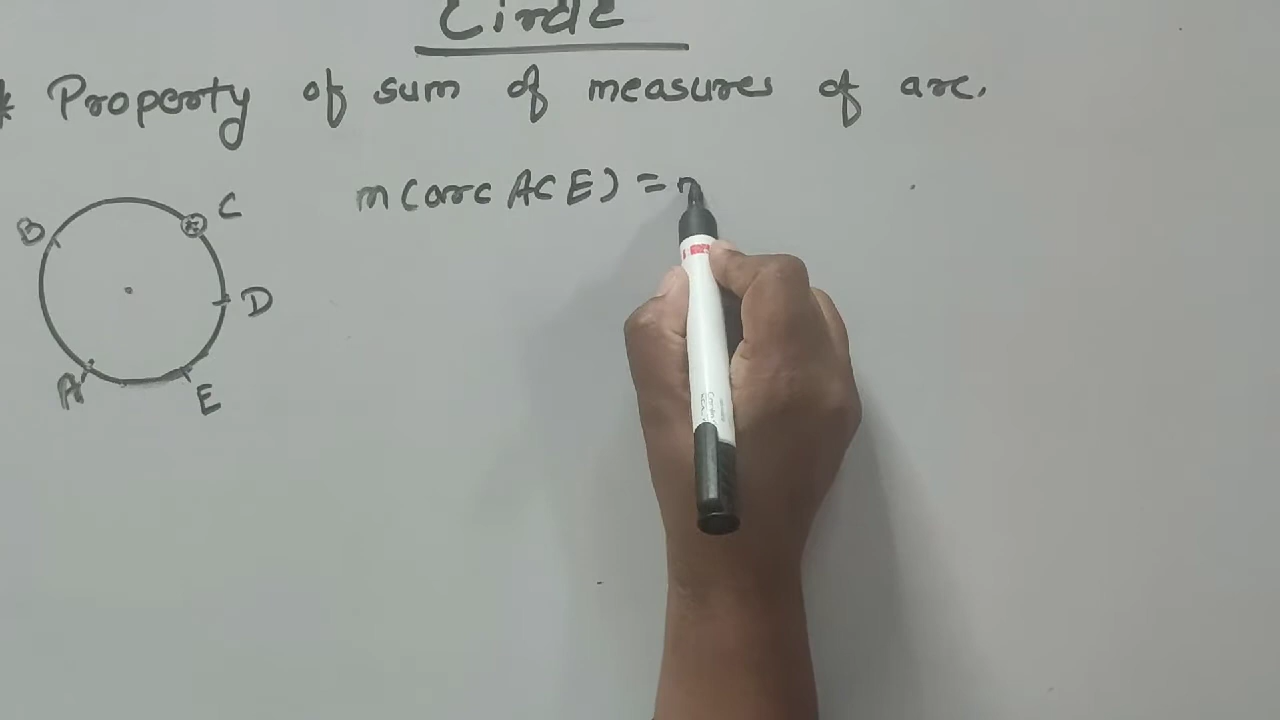 Circle
* Property of sum of measures of arc.
m(arc ACE) =
B
C
D
A
E